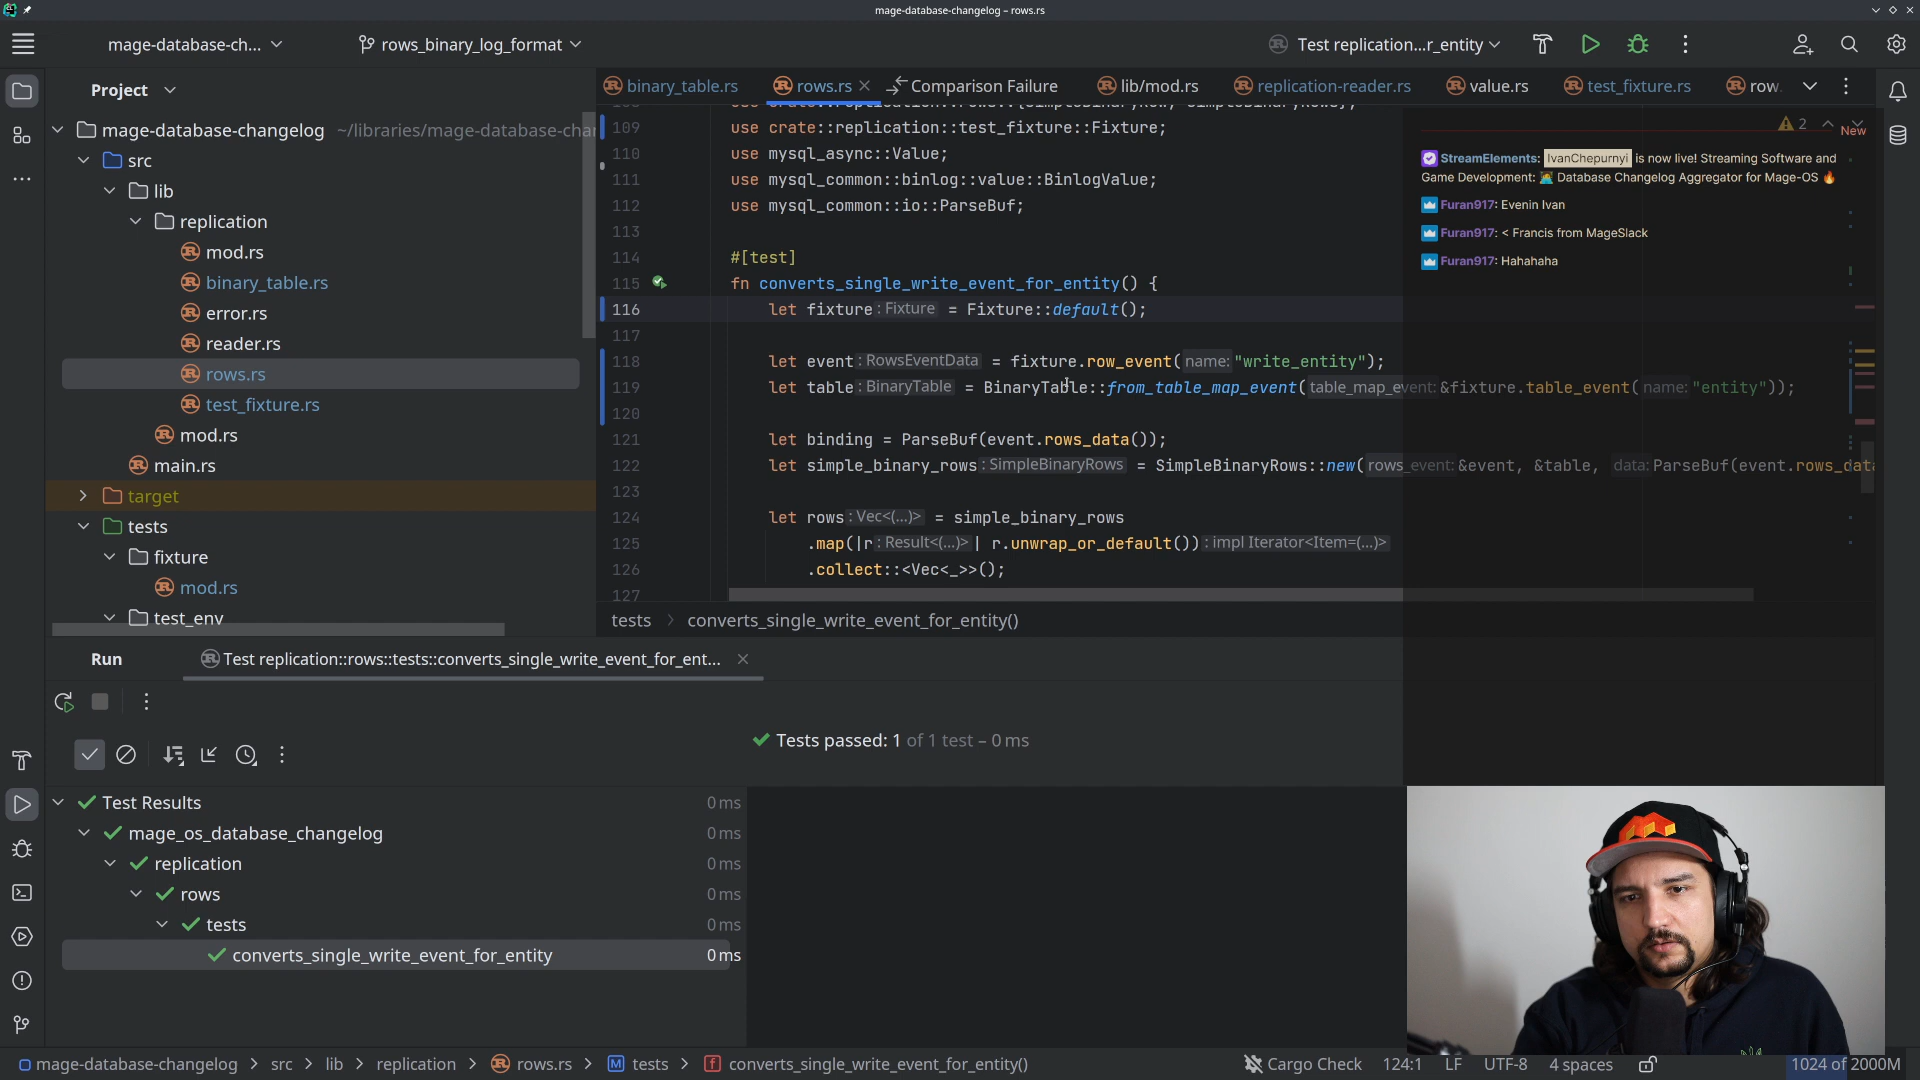 mage-database-changelog – rows.rs
mage-database-ch...
rows_binary_log_format
Test replication...r_entity
Project
binary_table.rs
rows.rs
Comparison Failure
lib/mod.rs
replication-reader.rs
value.rs
test_fixture.rs
row
mage-database-changelog ~/libraries/mage-database-cha
src
lib
replication
mod.rs
binary_table.rs
error.rs
reader.rs
rows.rs
test_fixture.rs
mod.rs
main.rs
target
tests
fixture
mod.rs
test_env
109 use crate::replication::test_fixture::Fixture;
110 use mysql_async::Value;
111 use mysql_common::binlog::value::BinlogValue;
112 use mysql_common::io::ParseBuf;
113
114 #[test]
115 fn converts_single_write_event_for_entity() {
116 let fixture: Fixture = Fixture::default();
117
118 let event: RowsEventData = fixture.row_event( name: "write_entity");
119 let table: BinaryTable = BinaryTable::from_table_map_event( table_map_event: &fixture.table_event( name: "entity"));
120
121 let binding = ParseBuf(event.rows_data());
122 let simple_binary_rows: SimpleBinaryRows = SimpleBinaryRows::new( rows_event: &event, &table, data: ParseBuf(event.rows_data
123
124 let rows: Vec<(...)> = simple_binary_rows
125 .map(|r: Result<(...)>| r.unwrap_or_default()): impl Iterator<Item=(...)>
126 .collect::<Vec<_>>();
127
2
New
StreamElements: IvanChepurnyi is now live! Streaming Software and
Game Development: 🧑‍💻 Database Changelog Aggregator for Mage-OS 🔥
Furan917: Evenin Ivan
Furan917: < Francis from MageSlack
Furan917: Hahahaha
tests > converts_single_write_event_for_entity()
Run
Test replication::rows::tests::converts_single_write_event_for_ent...
Tests passed: 1 of 1 test – 0 ms
Test Results 0 ms
mage_os_database_changelog 0 ms
replication 0 ms
rows 0 ms
tests 0 ms
converts_single_write_event_for_entity 0 ms
mage-database-changelog > src > lib > replication > rows.rs > M tests > f converts_single_write_event_for_entity()
Cargo Check
124:1
LF
UTF-8
4 spaces
1024 of 2000M